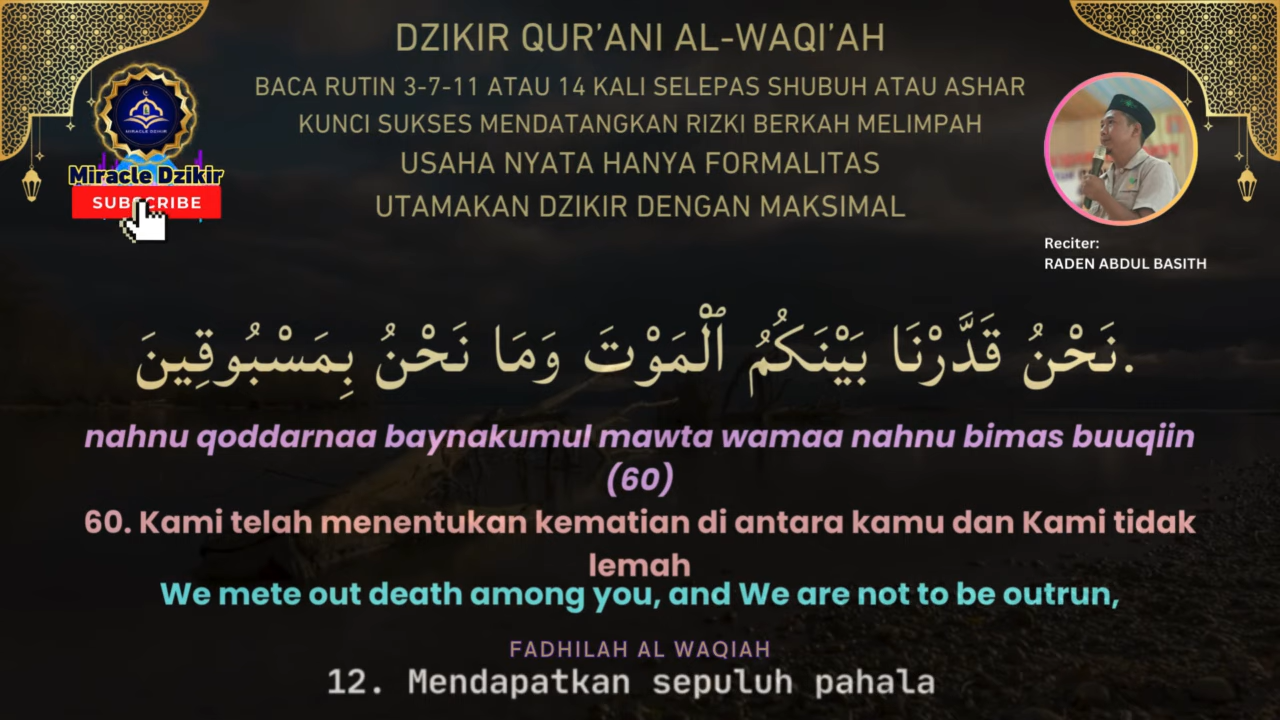 DZIKIR QUR'ANI AL-WAQI'AH
BACA RUTIN 3-7-11 ATAU 14 KALI SELEPAS SHUBUH ATAU ASHAR
KUNCI SUKSES MENDATANGKAN RIZKI BERKAH MELIMPAH
USAHA NYATA HANYA FORMALITAS
UTAMAKAN DZIKIR DENGAN MAKSIMAL
MIRACLE DZIKIR
Miracle Dzikir
SUBSCRIBE
Reciter:
RADEN ABDUL BASITH
نَحْنُ قَدَّرْنَا بَيْنَكُمُ ٱلْمَوْتَ وَمَا نَحْنُ بِمَسْبُوقِينَ.
nahnu qoddarnaa baynakumul mawta wamaa nahnu bimas buuqiin
(60)
60. Kami telah menentukan kematian di antara kamu dan Kami tidak
lemah
We mete out death among you, and We are not to be outrun,
FADHILAH AL WAQIAH
12. Mendapatkan sepuluh pahala